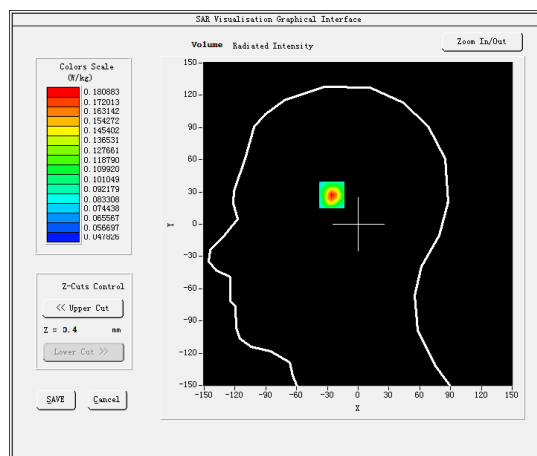 SAR Visualisation Graphical Interface
Volume Radiated Intensity
Zoom In/Out
Colors Scale
(W/kg)
0.180883
0.172013
0.163142
0.154272
0.145402
0.136531
0.127661
0.118790
0.109920
0.101049
0.092179
0.083308
0.074438
0.065567
0.056697
0.047826
Z-Cuts Control
<< Upper Cut
Z = 0.4 mm
Lower Cut >>
SAVE Cancel
150
120
90
60
30
0
-30
-60
-90
-120
-150
Y
-150 -120 -90 -60 -30 0 30 60 90 120 150
X